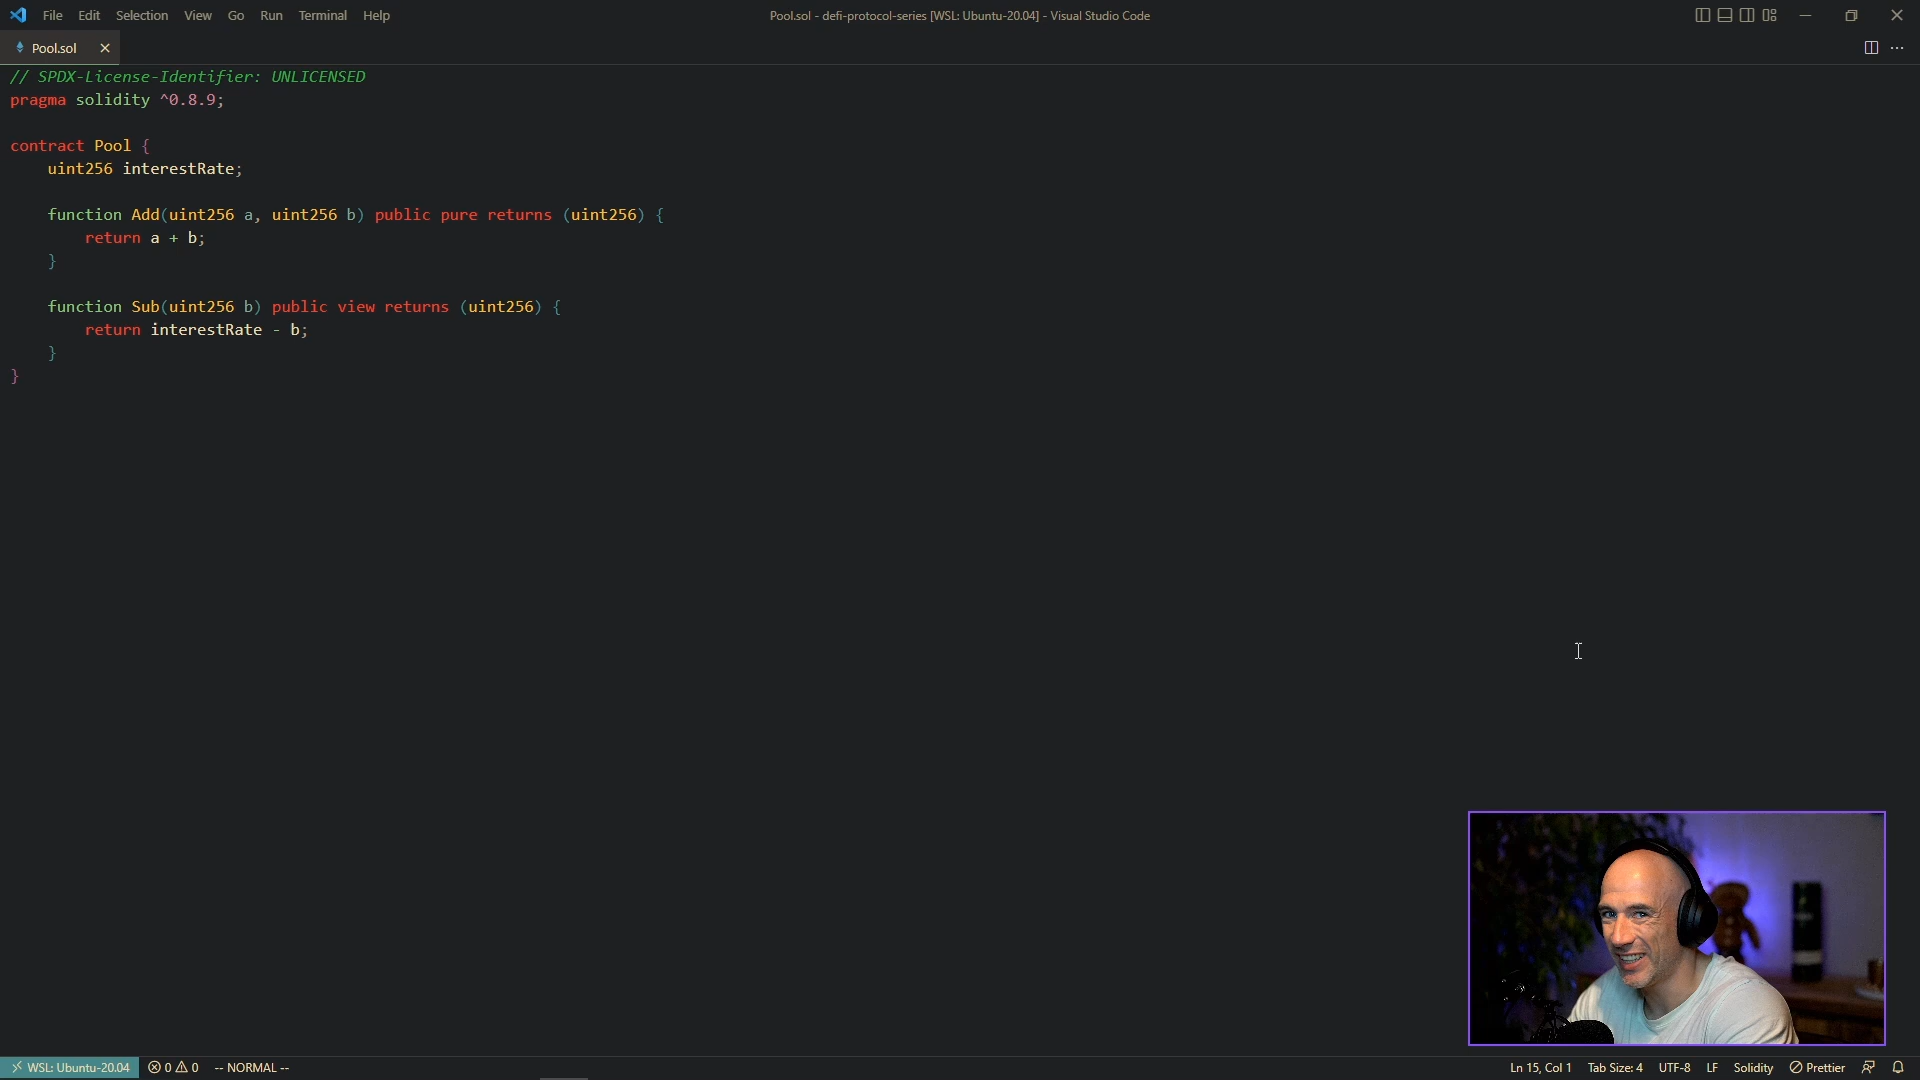 File Edit Selection View Go Run Terminal Help
Pool.sol - defi-protocol-series [WSL: Ubuntu-20.04] - Visual Studio Code
Pool.sol
// SPDX-License-Identifier: UNLICENSED
pragma solidity ^0.8.9;
contract Pool {
uint256 interestRate;
function Add(uint256 a, uint256 b) public pure returns (uint256) {
return a + b;
}
function Sub(uint256 b) public view returns (uint256) {
return interestRate - b;
}
}
WSL: Ubuntu-20.04 0 0 -- NORMAL -- Ln 15, Col 1 Tab Size: 4 UTF-8 LF Solidity Prettier